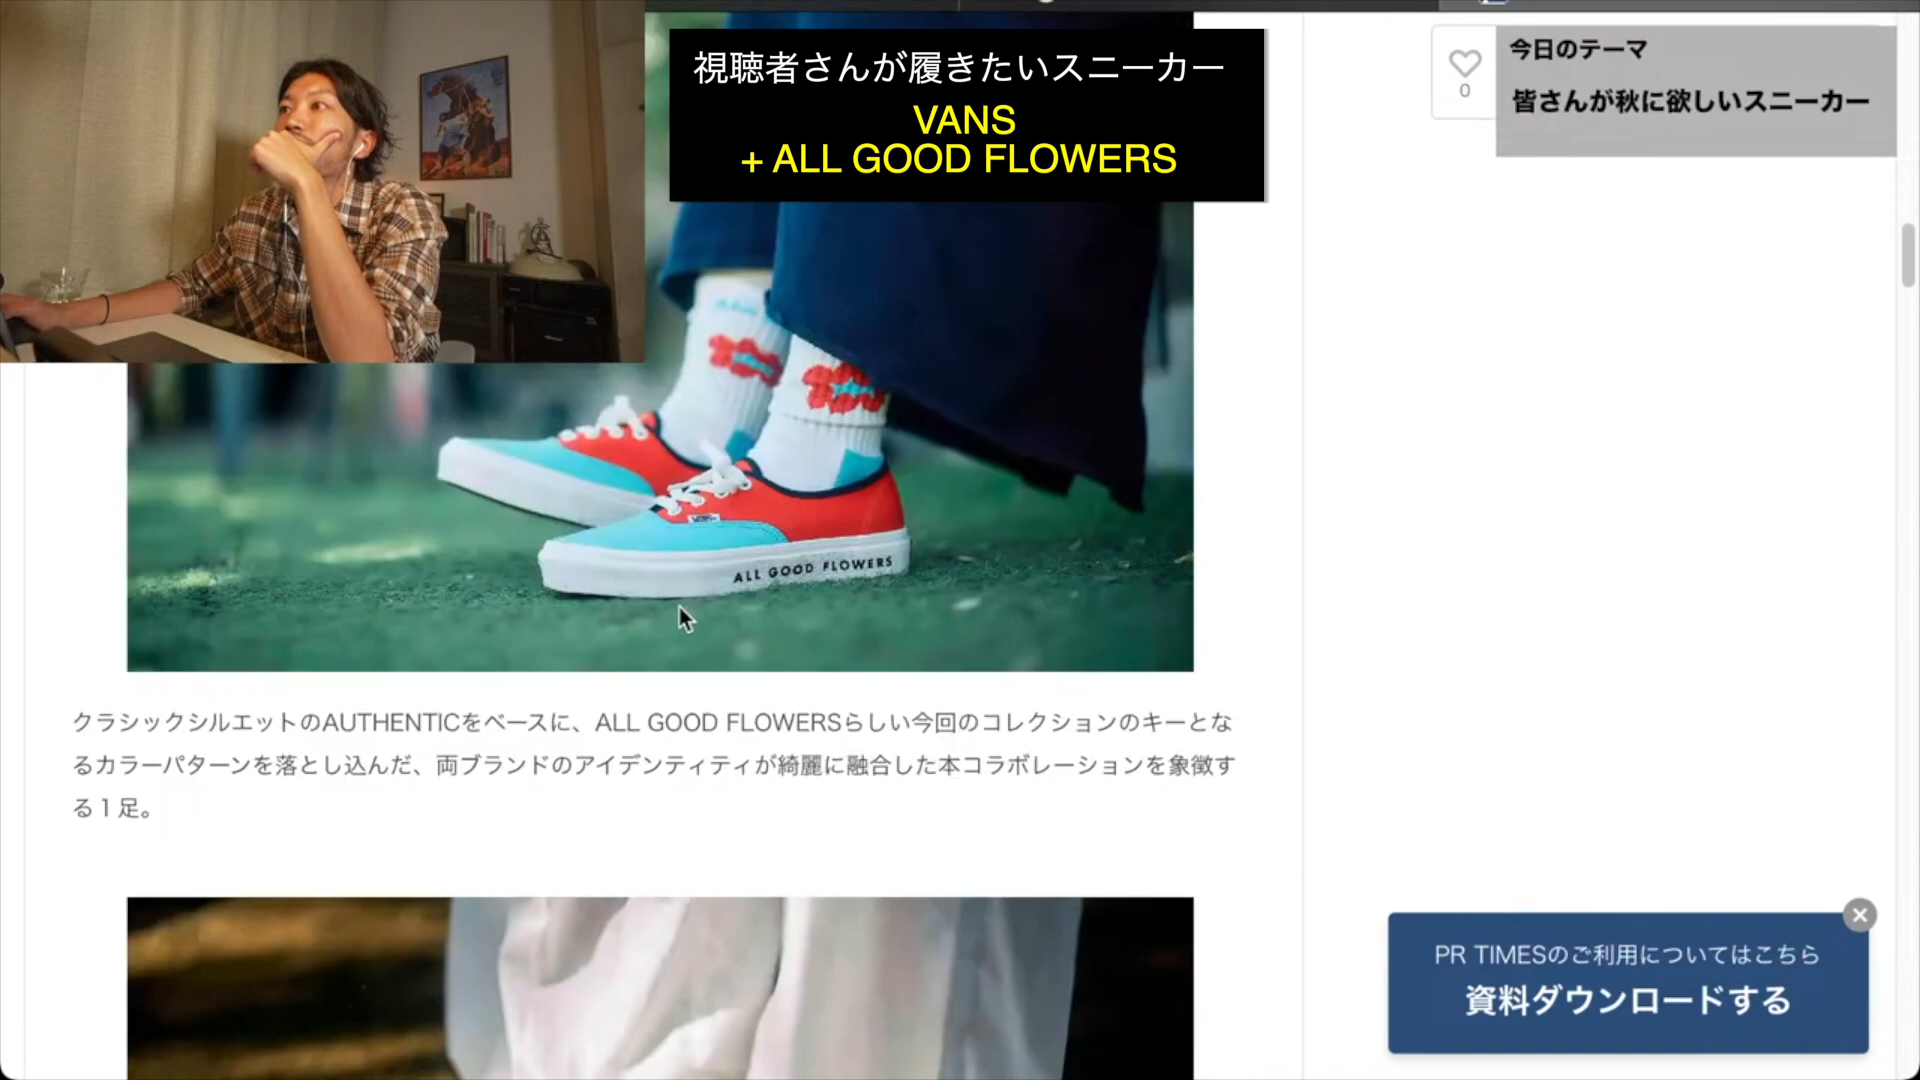 視聴者さんが履きたいスニーカー
VANS
+ ALL GOOD FLOWERS
今日のテーマ
皆さんが秋に欲しいスニーカー
0
ALL GOOD FLOWERS
クラシックシルエットのAUTHENTICをベースに、ALL GOOD FLOWERSらしい今回のコレクションのキーとな
るカラーパターンを落とし込んだ、両ブランドのアイデンティティが綺麗に融合した本コラボレーションを象徴す
る1足。
PR TIMESのご利用についてはこちら
資料ダウンロードする